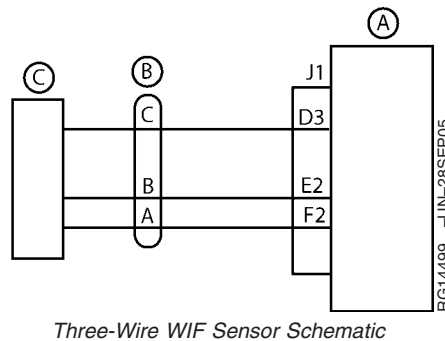 A
C
B
J1
C
D3
B
E2
A
F2
RG14499 –UN–28SEP05
Three-Wire WIF Sensor Schematic